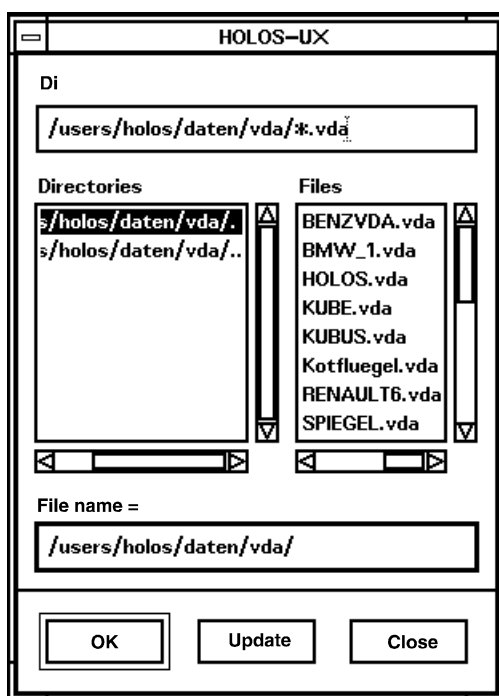 HOLOS-UX
Di
/users/holos/daten/vda/*.vda
Directories
Files
s/holos/daten/vda/.
s/holos/daten/vda/..
BENZVDA.vda
BMW_1.vda
HOLOS.vda
KUBE.vda
KUBUS.vda
Kotfluegel.vda
RENAULT6.vda
SPIEGEL.vda
File name =
/users/holos/daten/vda/
OK
Update
Close